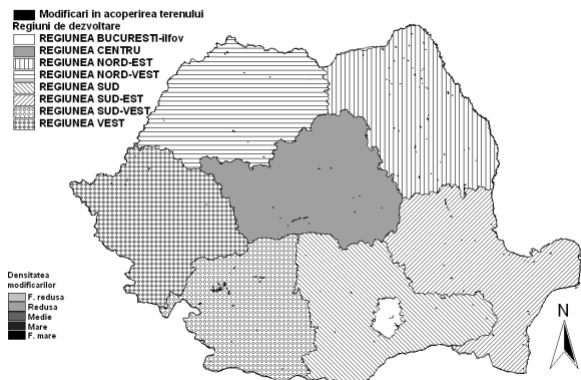 Modificari in acoperirea terenului
Regiuni de dezvoltare
REGIUNEA BUCURESTI-ilfov
REGIUNEA CENTRU
REGIUNEA NORD-EST
REGIUNEA NORD-VEST
REGIUNEA SUD
REGIUNEA SUD-EST
REGIUNEA SUD-VEST
REGIUNEA VEST
Densitatea
modificarilor
F. redusa
Redusa
Medie
Mare
F. mare
N